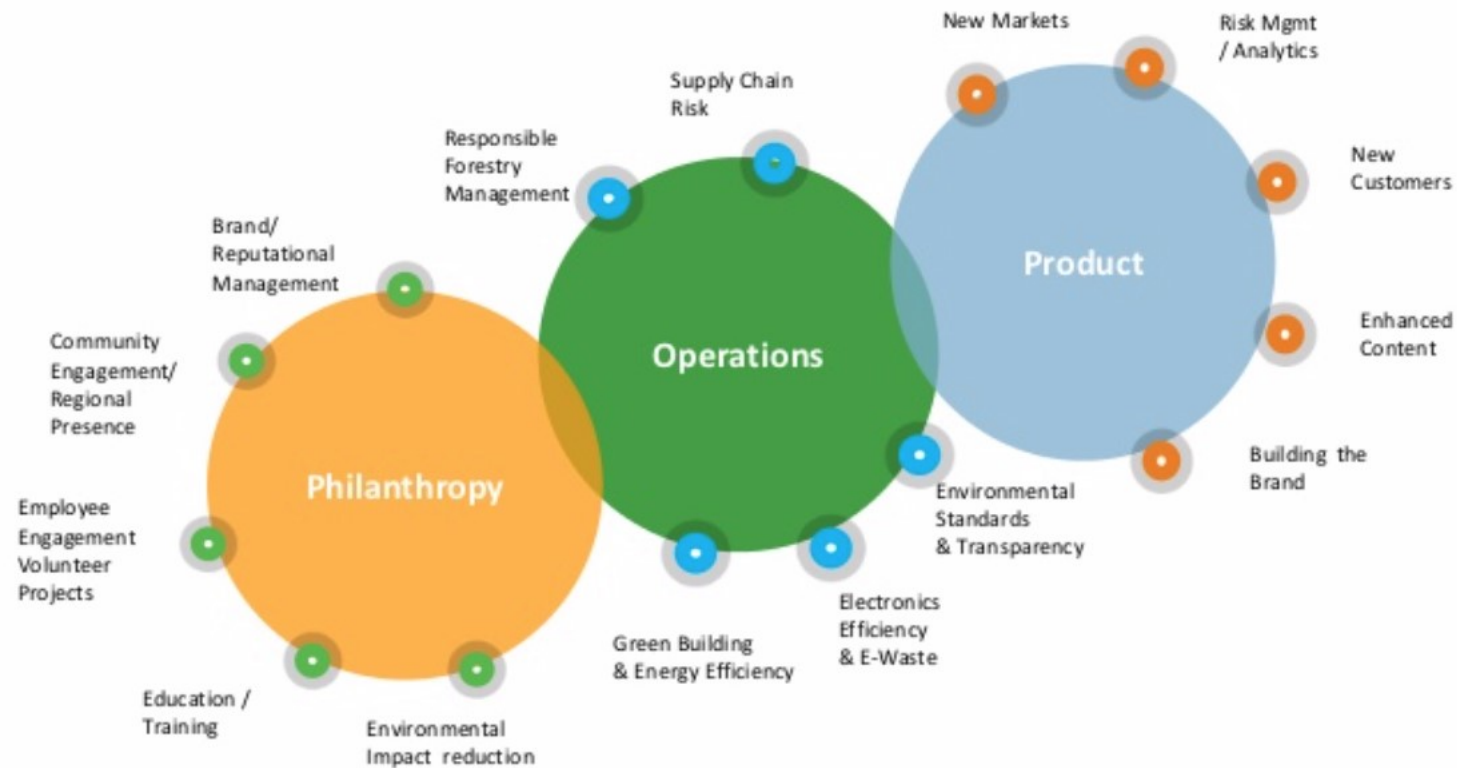 New Markets
Risk Mgmt
/ Analytics
Supply Chain
Risk
New
Customers
Responsible
Forestry
Management
Product
Brand/
Reputational
Management
Enhanced
Content
Community
Engagement/
Regional
Presence
Operations
Building the
Brand
Philanthropy
Environmental
Standards
& Transparency
Employee
Engagement
Volunteer
Projects
Electronics
Efficiency
& E-Waste
Green Building
& Energy Efficiency
Education /
Training
Environmental
Impact reduction